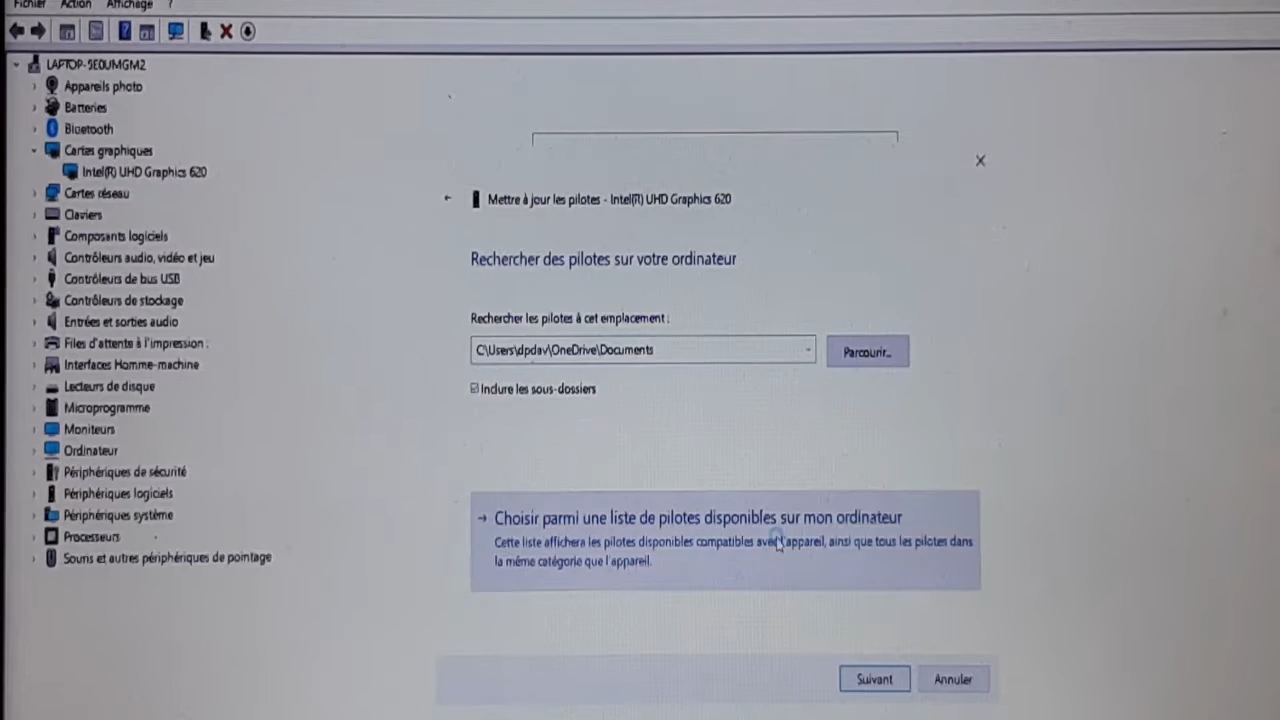 Fichier Action Affichage ?
LAPTOP-5E0UMGM2
Appareils photo
Batteries
Bluetooth
Cartes graphiques
Intel(R) UHD Graphics 620
Cartes réseau
Claviers
Composants logiciels
Contrôleurs audio, vidéo et jeu
Contrôleurs de bus USB
Contrôleurs de stockage
Entrées et sorties audio
Files d'attente à l'impression :
Interfaces Homme-machine
Lecteurs de disque
Microprogramme
Moniteurs
Ordinateur
Périphériques de sécurité
Périphériques logiciels
Périphériques système
Processeurs
Souris et autres périphériques de pointage
Mettre à jour les pilotes - Intel(R) UHD Graphics 620
Rechercher des pilotes sur votre ordinateur
Rechercher les pilotes à cet emplacement :
C:\Users\dpdav\OneDrive\Documents
Parcourir...
Inclure les sous-dossiers
Choisir parmi une liste de pilotes disponibles sur mon ordinateur
Cette liste affichera les pilotes disponibles compatibles avec l'appareil, ainsi que tous les pilotes dans
la même catégorie que l'appareil.
Suivant
Annuler